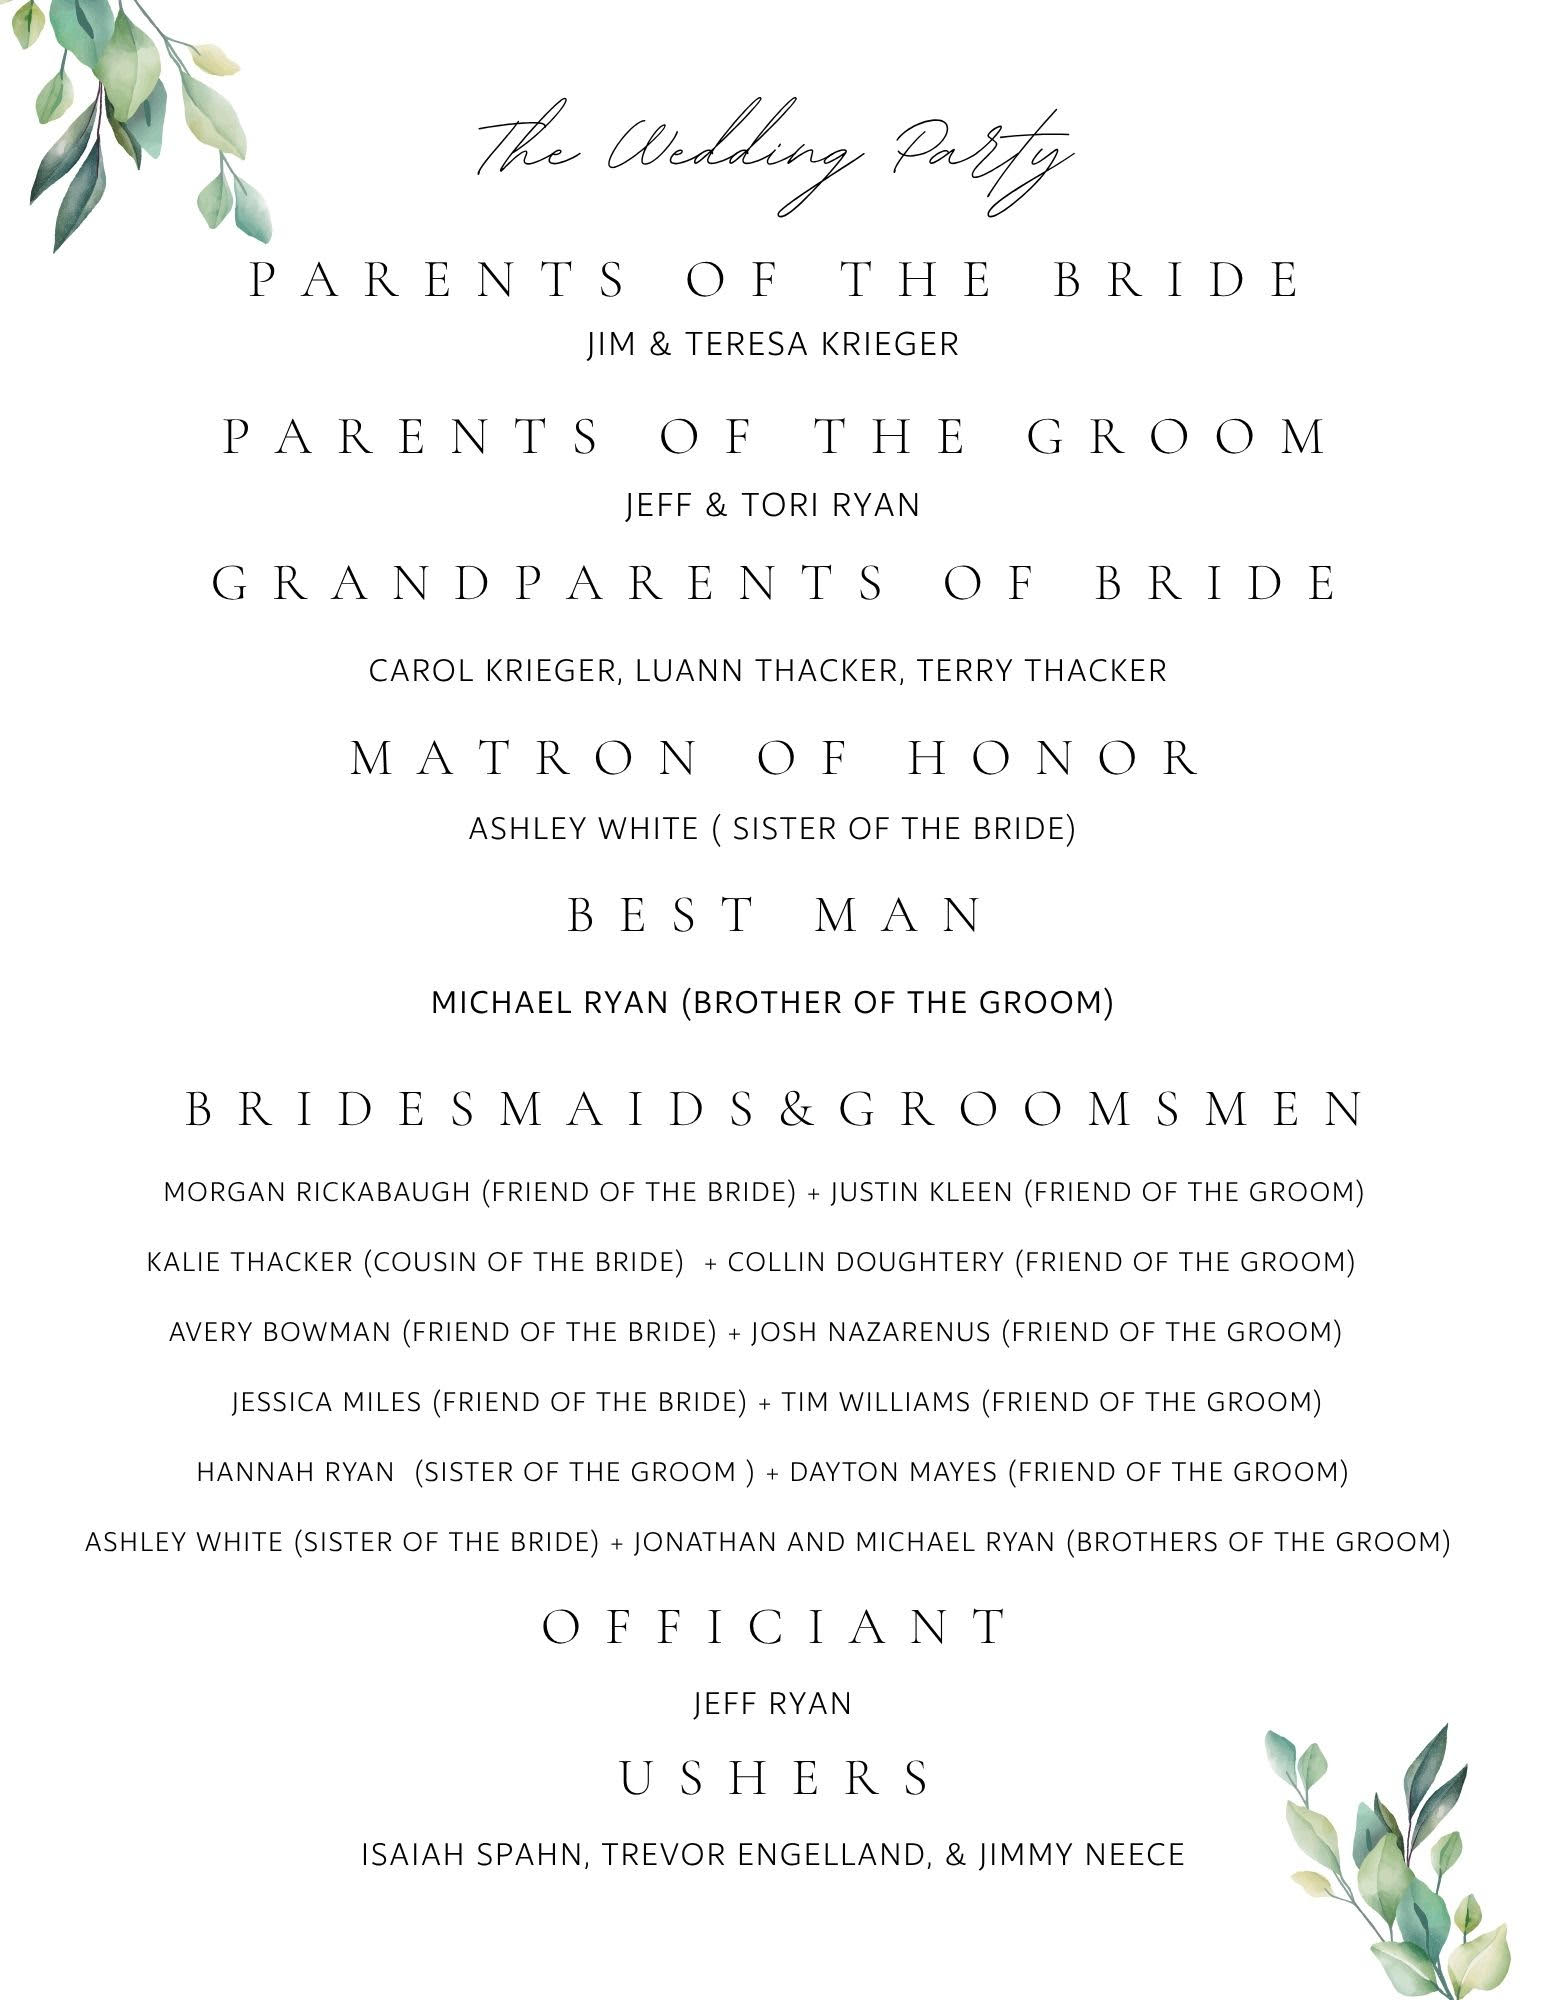 The Wedding Party
PARENTS OF THE BRIDE
JIM & TERESA KRIEGER
PARENTS OF THE GROOM
JEFF & TORI RYAN
GRANDPARENTS OF BRIDE
CAROL KRIEGER, LUANN THACKER, TERRY THACKER
MATRON OF HONOR
ASHLEY WHITE ( SISTER OF THE BRIDE)
BEST MAN
MICHAEL RYAN (BROTHER OF THE GROOM)
BRIDESMAIDS&GROOMSMEN
MORGAN RICKABAUGH (FRIEND OF THE BRIDE) + JUSTIN KLEEN (FRIEND OF THE GROOM)
KALIE THACKER (COUSIN OF THE BRIDE)  + COLLIN DOUGHTERY (FRIEND OF THE GROOM)
AVERY BOWMAN (FRIEND OF THE BRIDE) + JOSH NAZARENUS (FRIEND OF THE GROOM)
JESSICA MILES (FRIEND OF THE BRIDE) + TIM WILLIAMS (FRIEND OF THE GROOM)
HANNAH RYAN  (SISTER OF THE GROOM ) + DAYTON MAYES (FRIEND OF THE GROOM)
ASHLEY WHITE (SISTER OF THE BRIDE) + JONATHAN AND MICHAEL RYAN (BROTHERS OF THE GROOM)
OFFICIANT
JEFF RYAN
USHERS
ISAIAH SPAHN, TREVOR ENGELLAND, & JIMMY NEECE